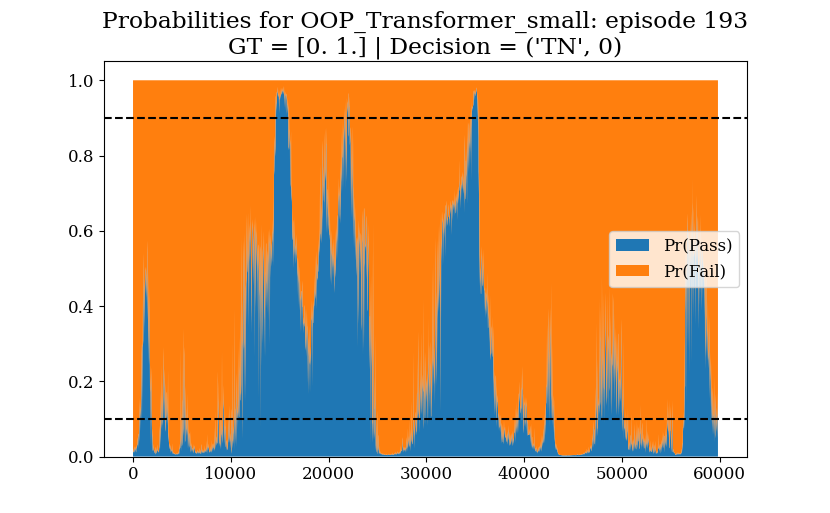 Probabilities for OOP_Transformer_small: episode 193
GT = [0. 1.] | Decision = ('TN', 0)
1.0
0.8
0.6
0.4
0.2
0.0
Pr(Pass)
Pr(Fail)
0 10000 20000 30000 40000 50000 60000